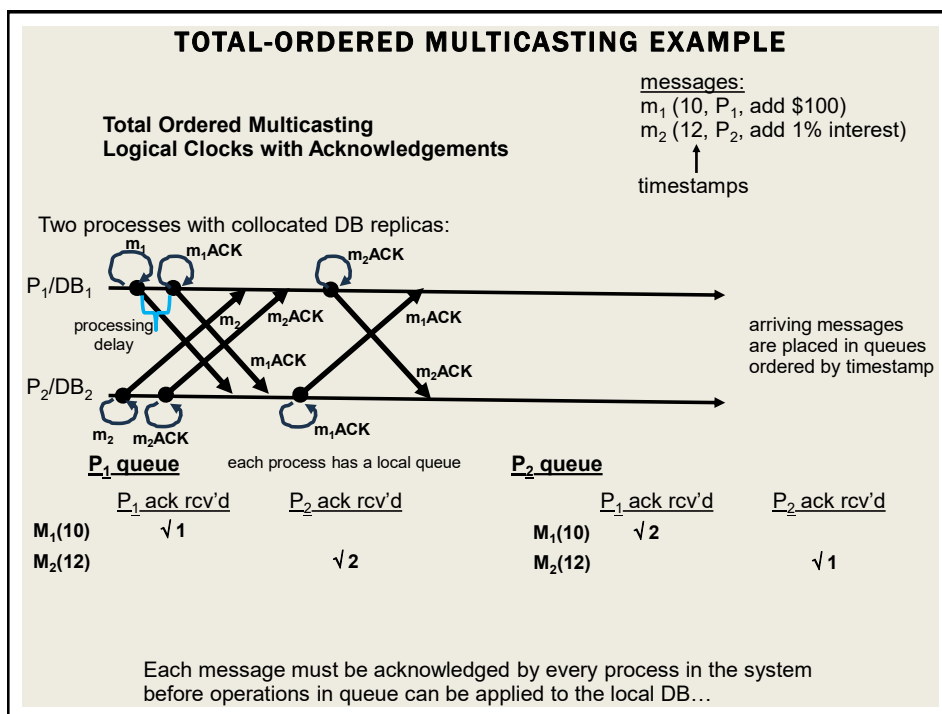 TOTAL-ORDERED MULTICASTING EXAMPLE
messages:
m₁ (10, P₁, add $100)
m₂ (12, P₂, add 1% interest)
timestamps
Total Ordered Multicasting
Logical Clocks with Acknowledgements
Two processes with collocated DB replicas:
m₁ m₁ACK m₂ACK
P₁/DB₁
processing
delay
m₂ m₂ACK m₁ACK
m₁ACK m₂ACK
arriving messages
are placed in queues
ordered by timestamp
P₂/DB₂
m₂ m₂ACK m₁ACK
P₁ queue each process has a local queue P₂ queue
P₁ ack rcv’d P₂ ack rcv’d P₁ ack rcv’d P₂ ack rcv’d
M₁(10) √ 1 M₁(10) √ 2
M₂(12) √ 2 M₂(12) √ 1
Each message must be acknowledged by every process in the system
before operations in queue can be applied to the local DB…